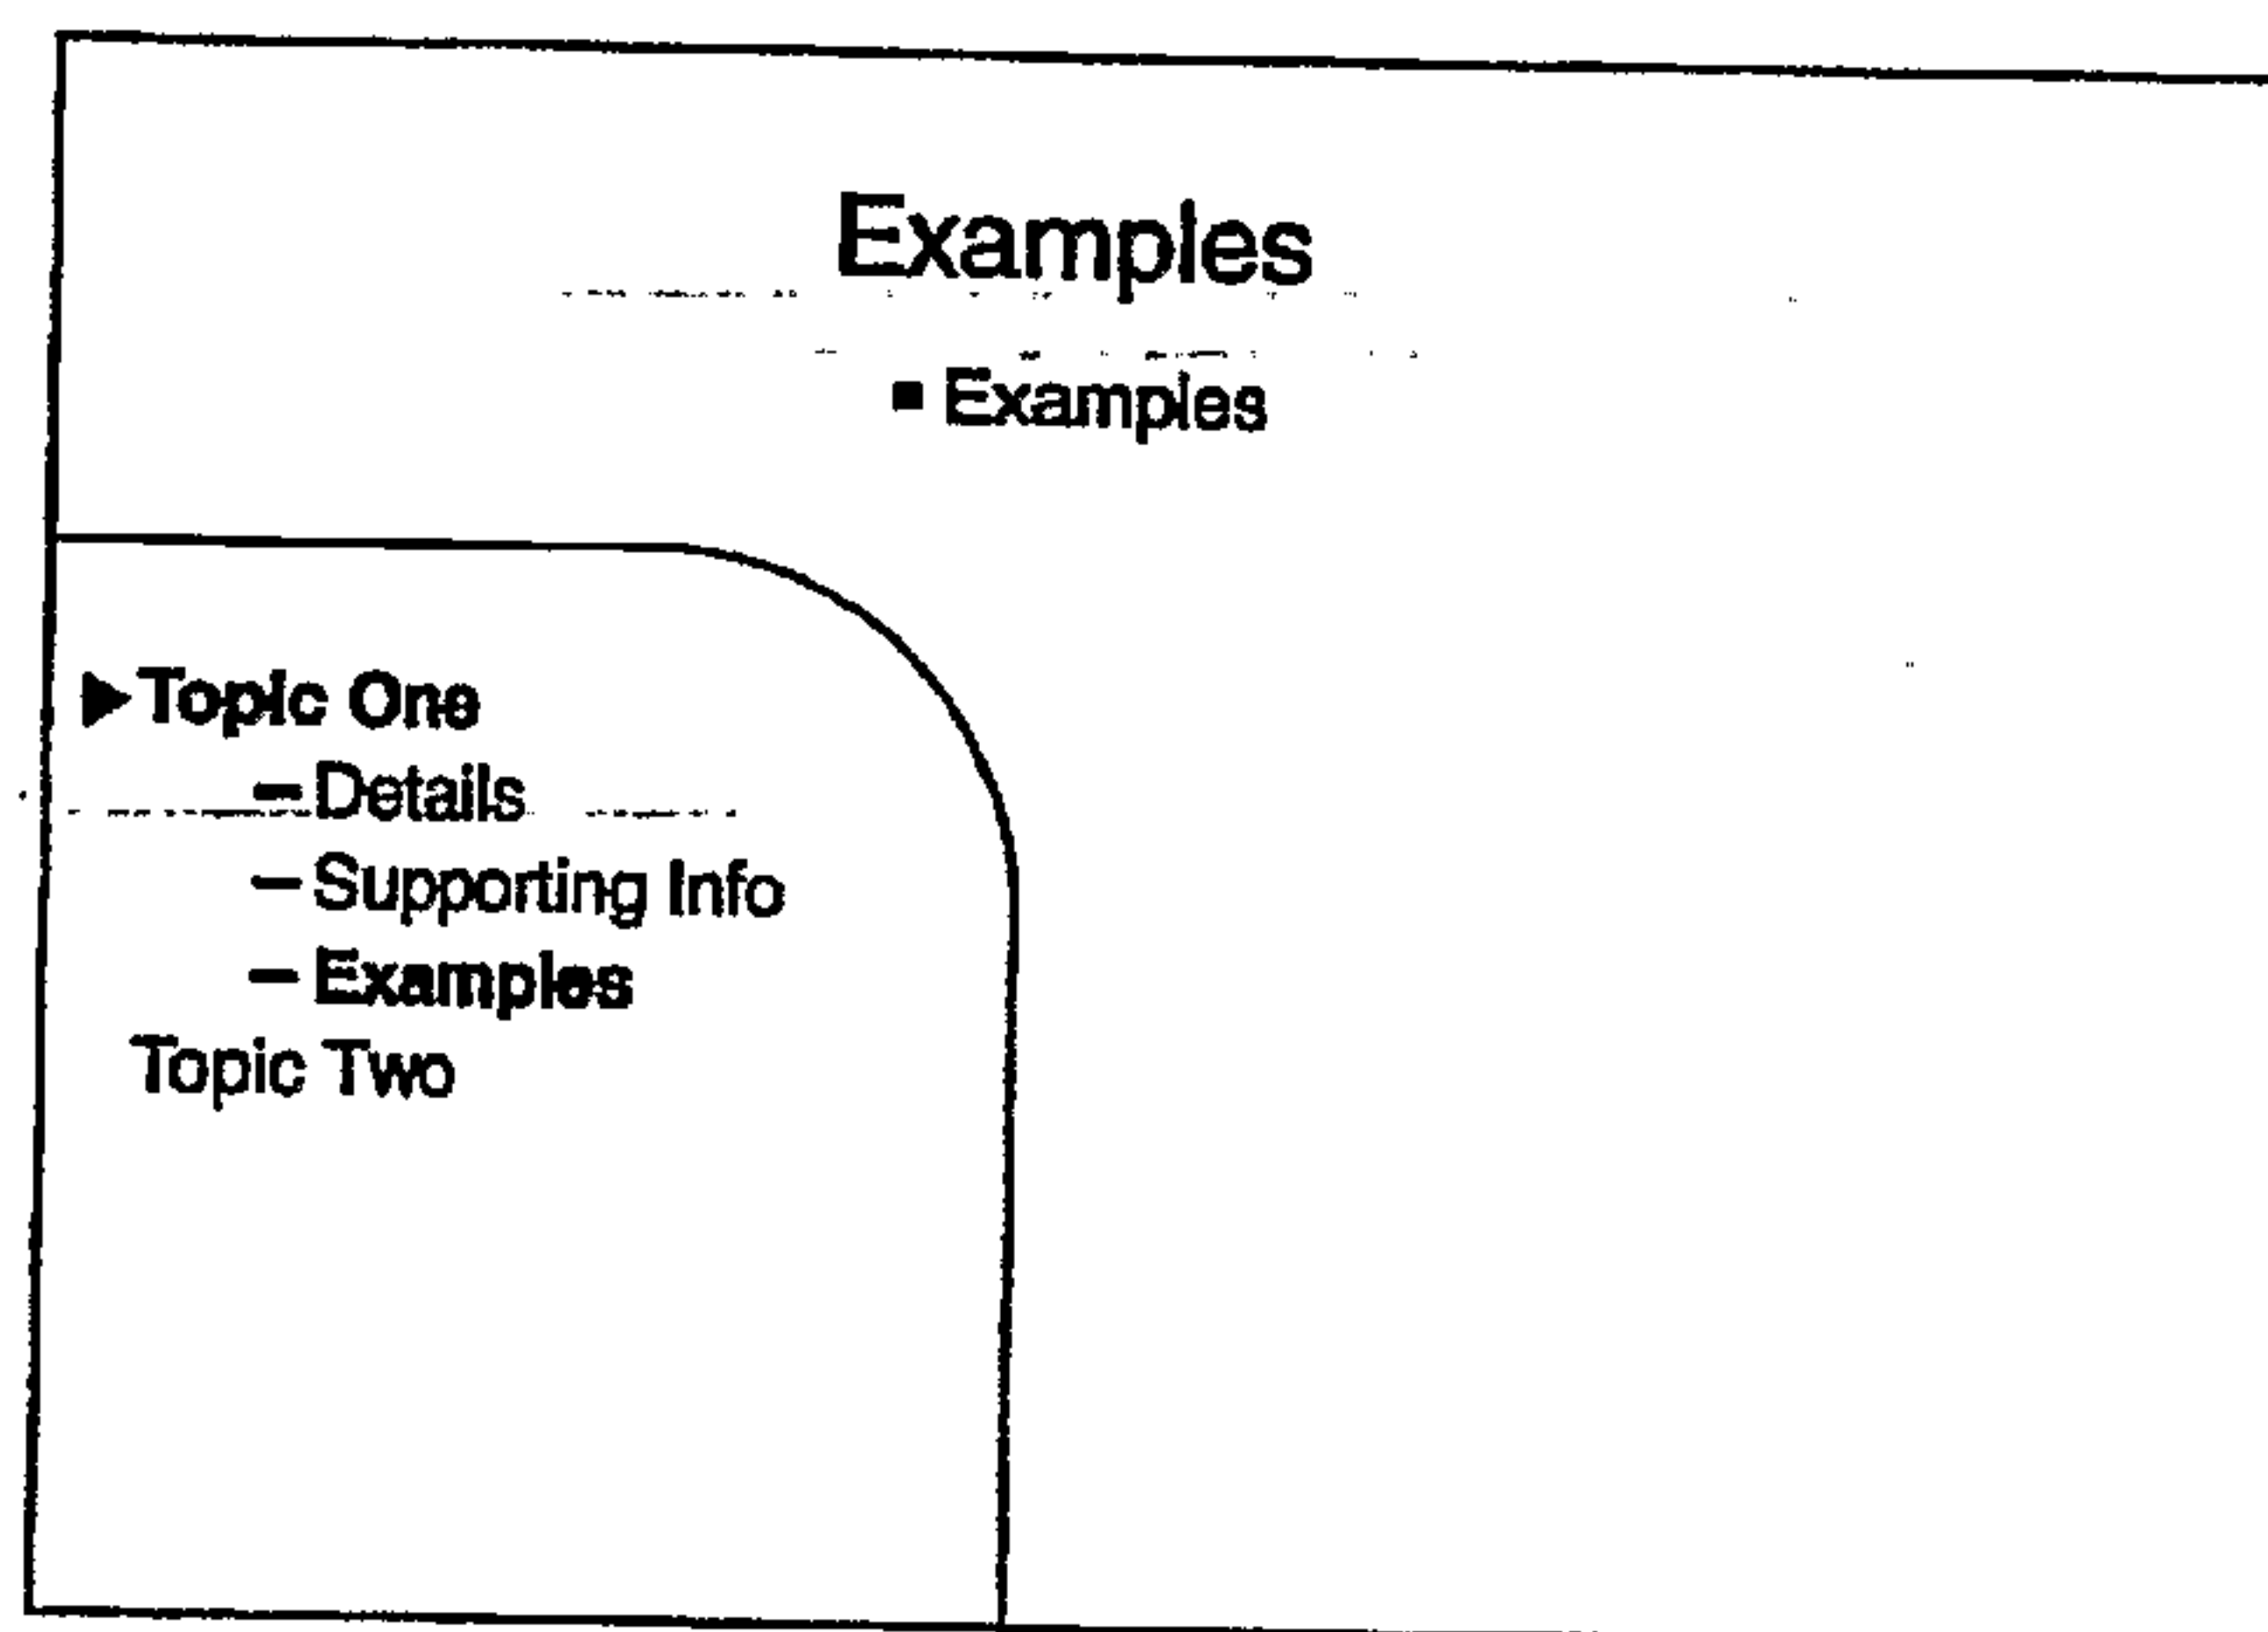 Examples
■ Examples
▶Topic One
– Details
– Supporting Info
– Examples
Topic Two